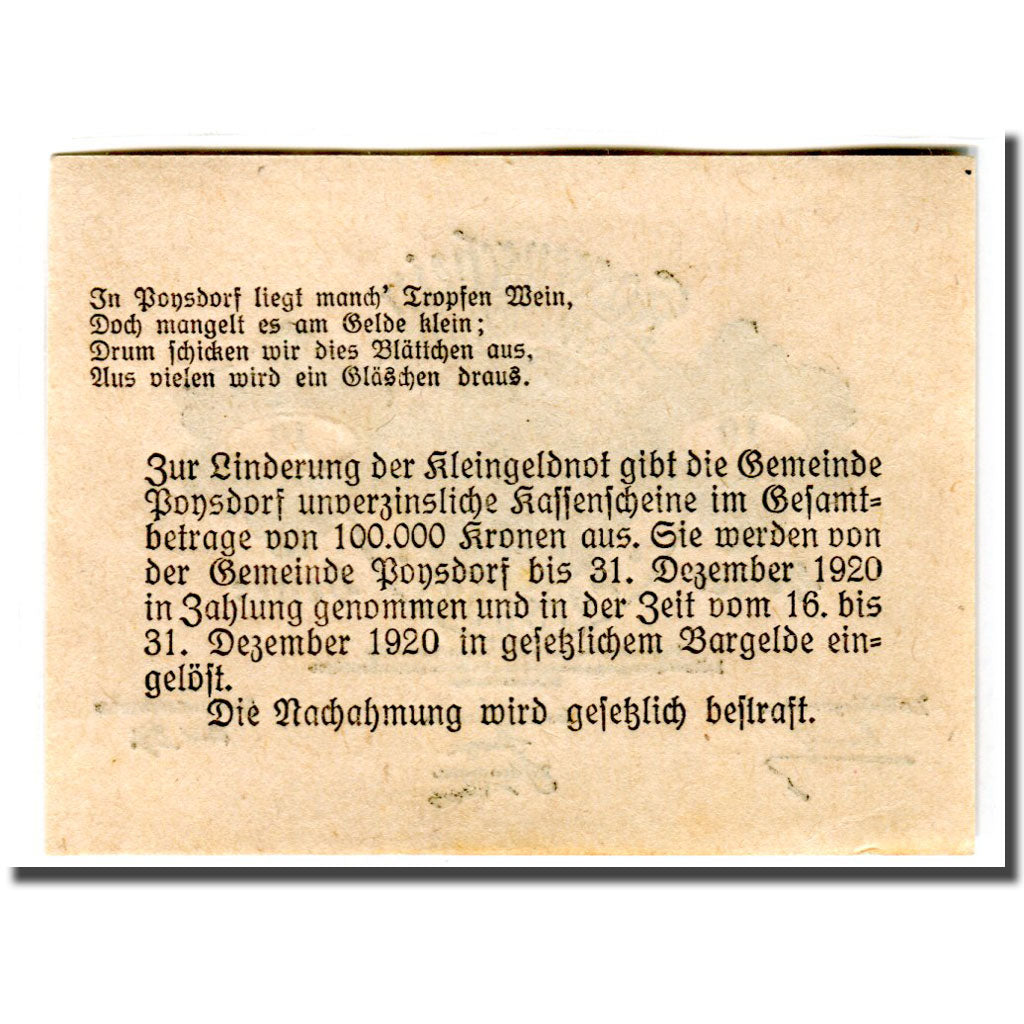 In Poysdorf liegt manch' Tropfen Wein,
Doch mangelt es am Gelde klein;
Drum schicken wir dies Blättchen aus,
Aus vielen wird ein Gläschen draus.
Zur Linderung der Kleingeldnot gibt die Gemeinde
Poysdorf unverzinsliche Kassenscheine im Gesamt-
betrage von 100.000 Kronen aus. Sie werden von
der Gemeinde Poysdorf bis 31. Dezember 1920
in Zahlung genommen und in der Zeit vom 16. bis
31. Dezember 1920 in gesetzlichem Bargelde ein-
gelöst.
Die Nachahmung wird gesetzlich bestraft.